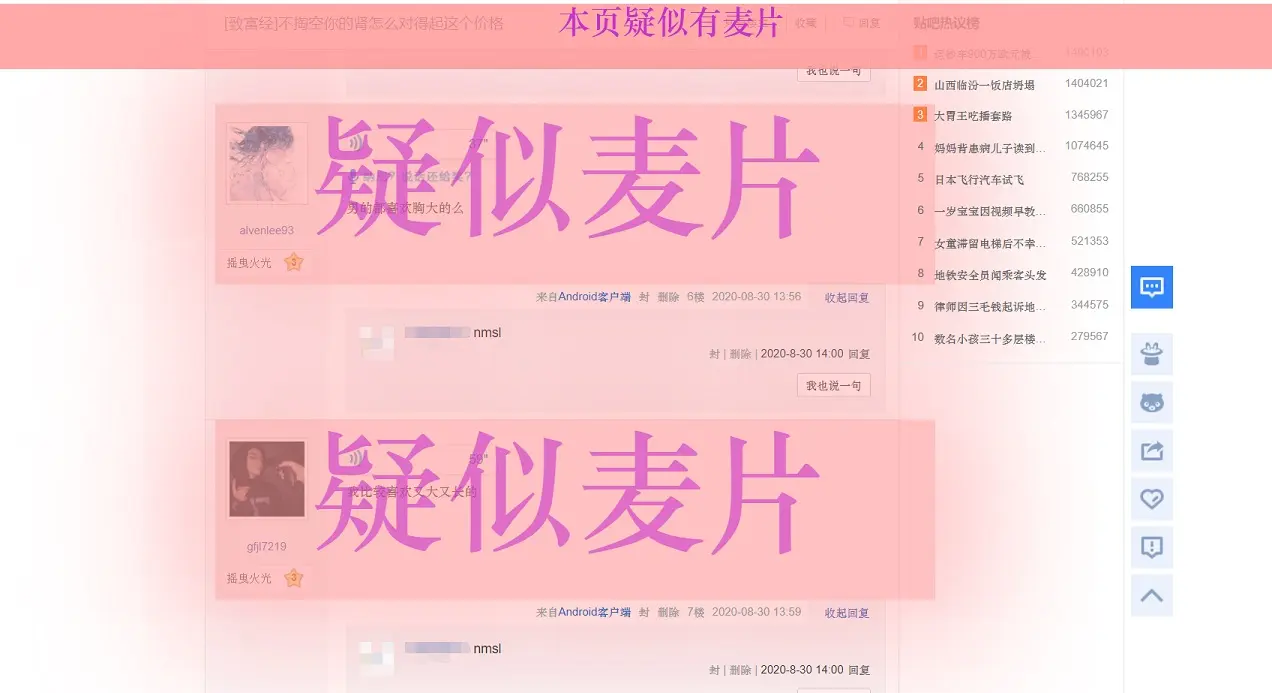 [致富经]不掏空你的肾怎么对得起这个价格
本页疑似有麦片
收藏
回复
贴吧热议榜
1480103
我也说一句
2 山西临汾一饭店坍塌 1404021
3 大胃王吃播套路 1345967
4 妈妈背患病儿子读到... 1074645
5 日本飞行汽车试飞 768255
6 一岁宝宝因视频早教... 660855
7 女童滞留电梯后不幸... 521353
8 地铁安全员闻乘客头发 428910
9 律师因三毛钱起诉地... 344575
10 数名小孩三十多层楼... 279567
疑似麦片
37"
男的都喜欢胸大的么
alvenlee93
摇曳火光 3
来自Android客户端 封 删除 6楼 2020-08-30 13:56 收起回复
nmsl
封 | 删除 | 2020-8-30 14:00 回复
我也说一句
疑似麦片
58"
我比较喜欢又大又长的
gfjl7219
摇曳火光 3
来自Android客户端 封 删除 7楼 2020-08-30 13:59 收起回复
nmsl
封 | 删除 | 2020-8-30 14:00 回复